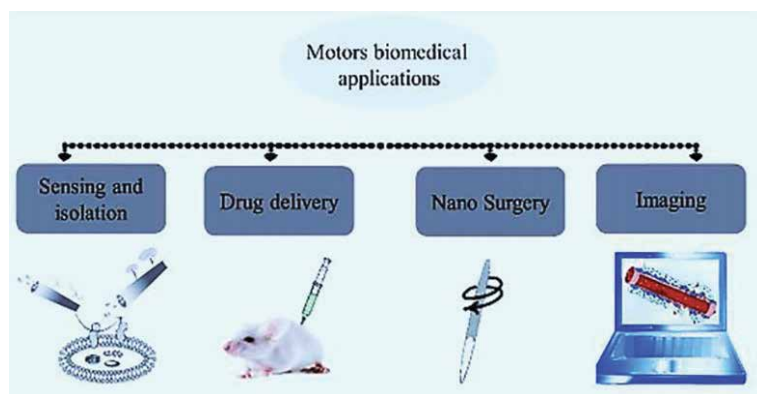 Motors biomedical
applications
Sensing and
isolation
Drug delivery
Nano Surgery
Imaging